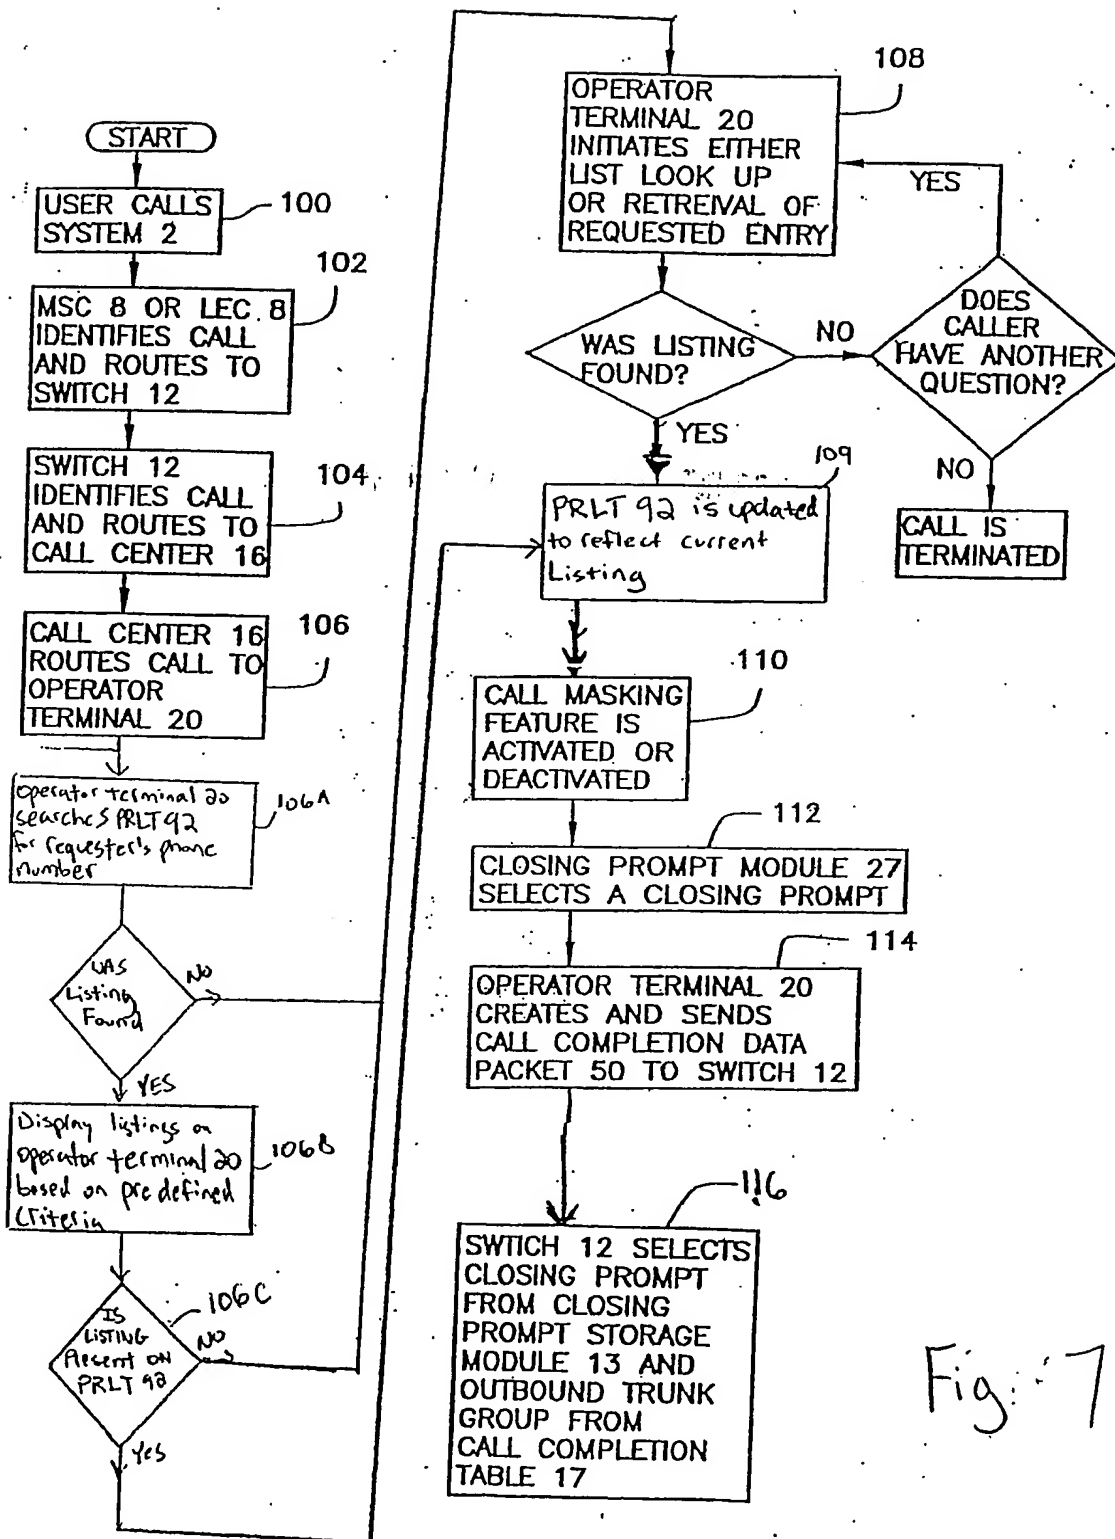 START
USER CALLS
SYSTEM 2
100
MSC 8 OR LEC 8
IDENTIFIES CALL
AND ROUTES TO
SWITCH 12
102
SWITCH 12
IDENTIFIES CALL
AND ROUTES TO
CALL CENTER 16
104
CALL CENTER 16
ROUTES CALL TO
OPERATOR
TERMINAL 20
106
operator terminal 20
searches PRLT 92
for requester's phone
number
106A
WAS
Listing
Found
NO
YES
Display listings on
operator terminal 20
based on predefined
Criteria
106B
IS
LISTING
Present on
PRLT 92
106C
NO
Yes
OPERATOR
TERMINAL 20
INITIATES EITHER
LIST LOOK UP
OR RETREIVAL OF
REQUESTED ENTRY
108
WAS LISTING
FOUND?
NO
YES
DOES
CALLER
HAVE ANOTHER
QUESTION?
YES
NO
CALL IS
TERMINATED
PRLT 92 is updated
to reflect current
Listing
109
CALL MASKING
FEATURE IS
ACTIVATED OR
DEACTIVATED
110
CLOSING PROMPT MODULE 27
SELECTS A CLOSING PROMPT
112
OPERATOR TERMINAL 20
CREATES AND SENDS
CALL COMPLETION DATA
PACKET 50 TO SWITCH 12
114
SWTICH 12 SELECTS
CLOSING PROMPT
FROM CLOSING
PROMPT STORAGE
MODULE 13 AND
OUTBOUND TRUNK
GROUP FROM
CALL COMPLETION
TABLE 17
116
Fig. 7